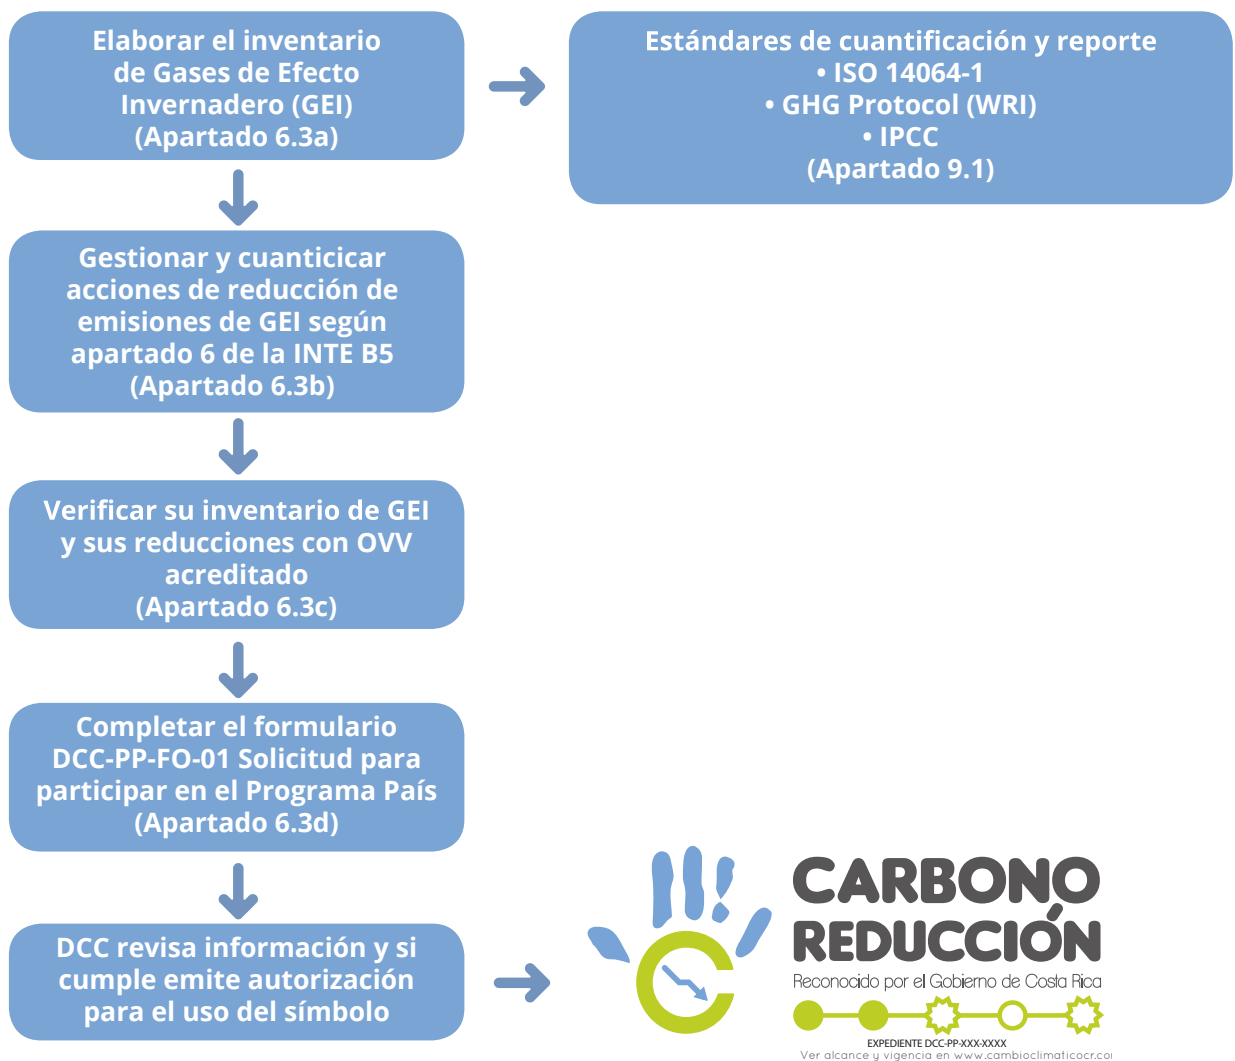 Elaborar el inventario
de Gases de Efecto
Invernadero (GEI)
(Apartado 6.3a)
Estándares de cuantificación y reporte
• ISO 14064-1
• GHG Protocol (WRI)
• IPCC
(Apartado 9.1)
Gestionar y cuanticicar
acciones de reducción de
emisiones de GEI según
apartado 6 de la INTE B5
(Apartado 6.3b)
Verificar su inventario de GEI
y sus reducciones con OVV
acreditado
(Apartado 6.3c)
Completar el formulario
DCC-PP-FO-01 Solicitud para
participar en el Programa País
(Apartado 6.3d)
DCC revisa información y si
cumple emite autorización
para el uso del símbolo
CARBONO
REDUCCIÓN
Reconocido por el Gobierno de Costa Rica
EXPEDIENTE DCC-PP-XXX-XXXX
Ver alcance y vigencia en www.cambioclimaticocr.co